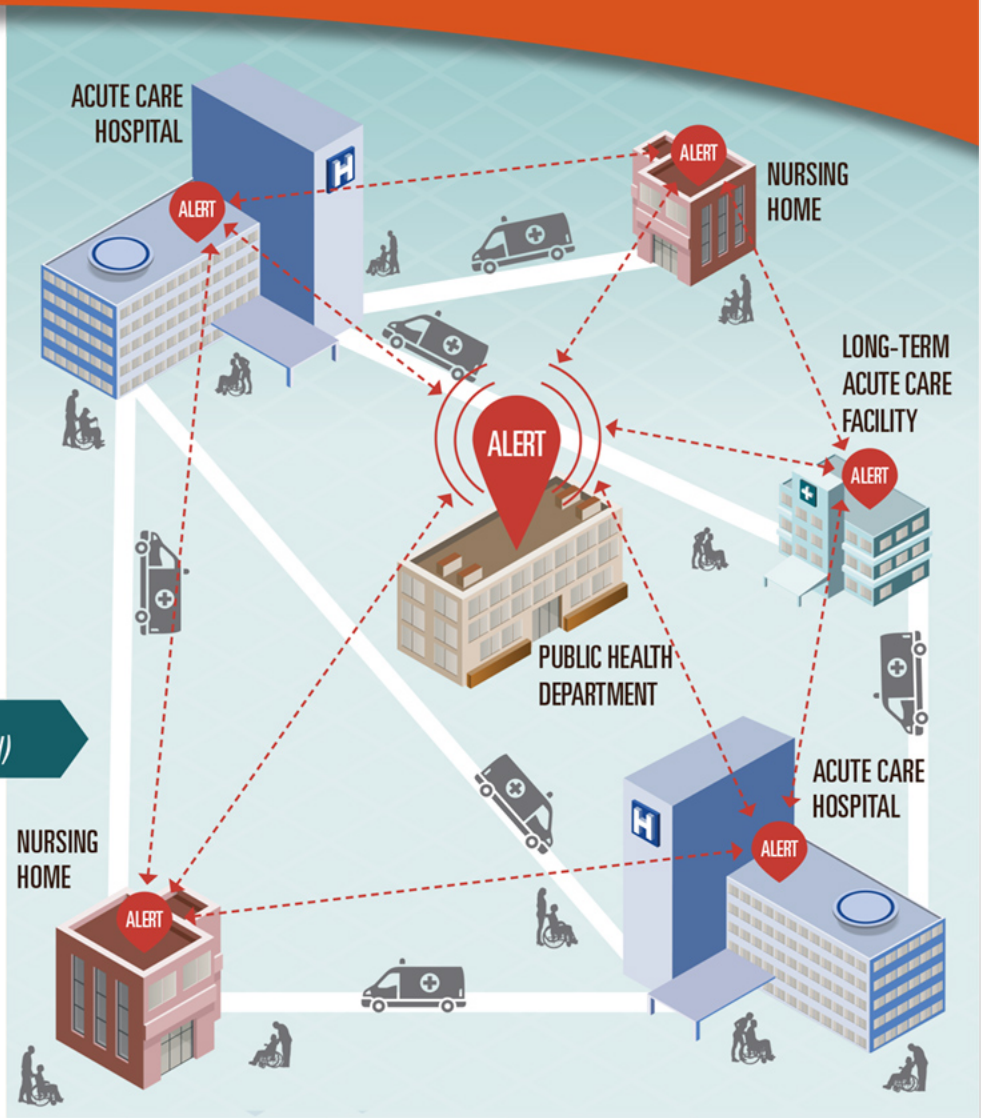 ACUTE CARE
HOSPITAL
H
ALERT
ALERT
NURSING
HOME
LONG-TERM
ACUTE CARE
FACILITY
ALERT
ALERT
PUBLIC HEALTH
DEPARTMENT
ACUTE CARE
HOSPITAL
H
ALERT
NURSING
HOME
ALERT